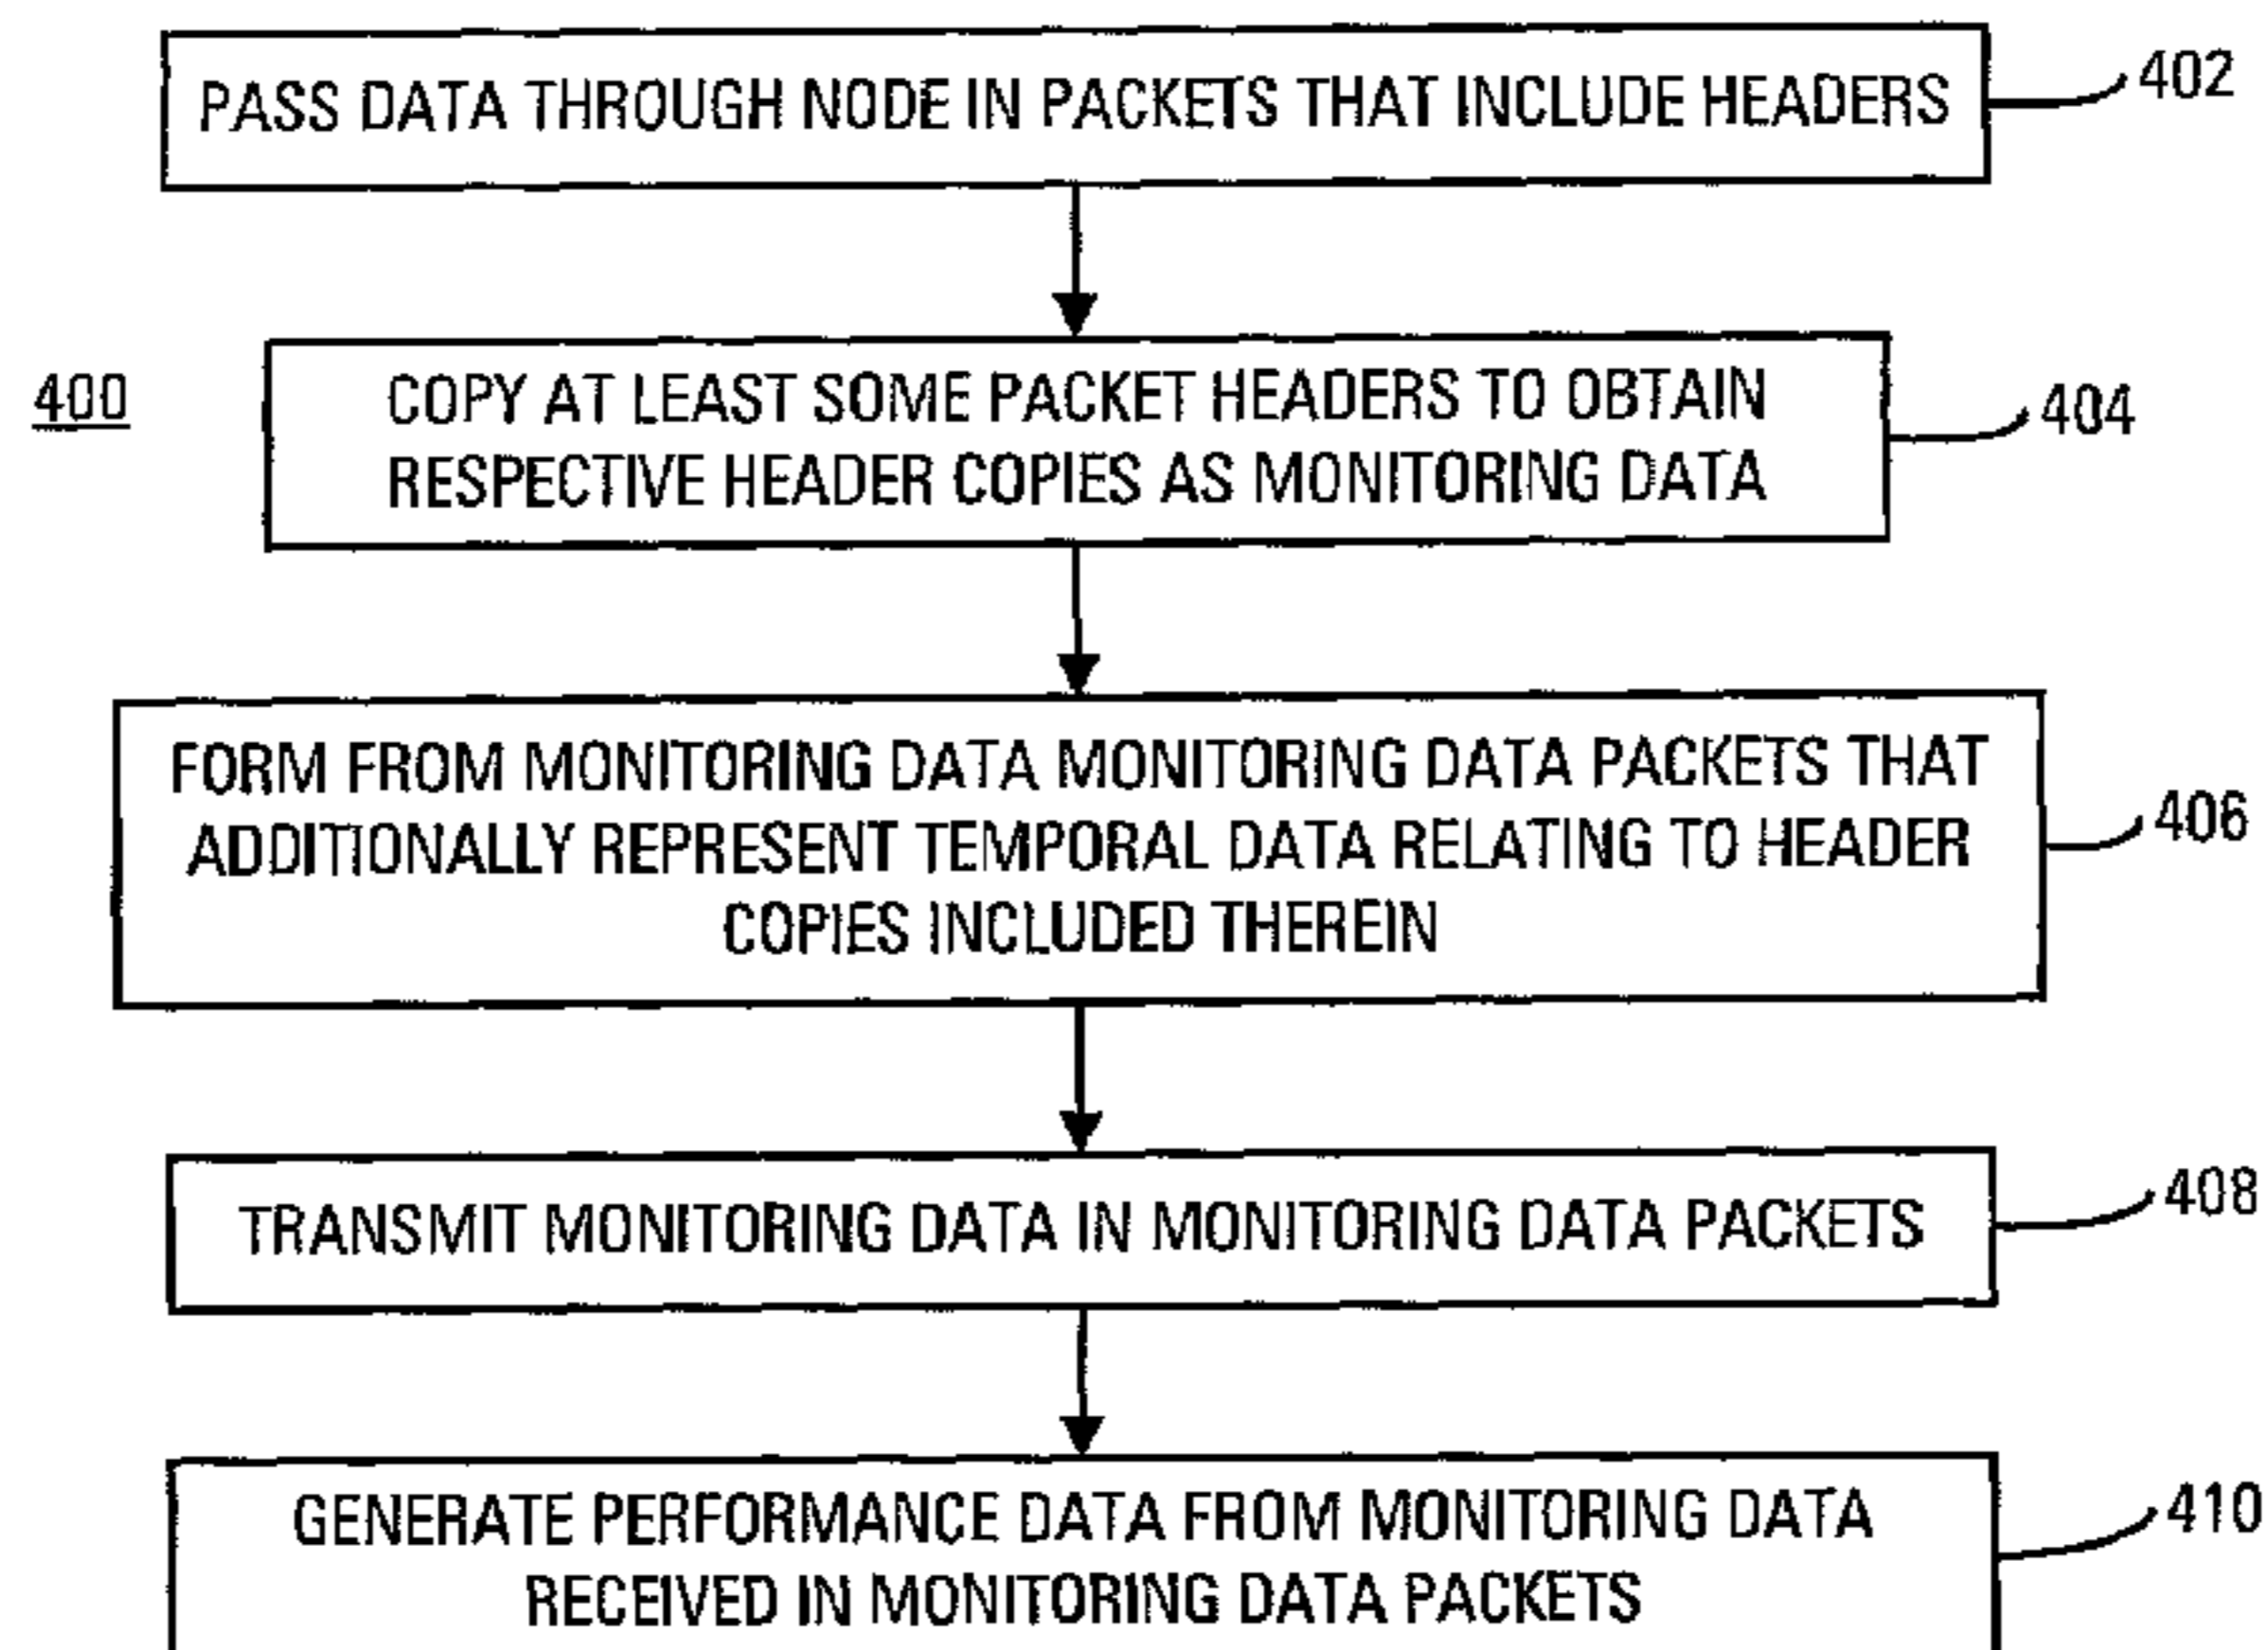 PASS DATA THROUGH NODE IN PACKETS THAT INCLUDE HEADERS
402
400
COPY AT LEAST SOME PACKET HEADERS TO OBTAIN
RESPECTIVE HEADER COPIES AS MONITORING DATA
404
FORM FROM MONITORING DATA MONITORING DATA PACKETS THAT
ADDITIONALLY REPRESENT TEMPORAL DATA RELATING TO HEADER
COPIES INCLUDED THEREIN
406
TRANSMIT MONITORING DATA IN MONITORING DATA PACKETS
408
GENERATE PERFORMANCE DATA FROM MONITORING DATA
RECEIVED IN MONITORING DATA PACKETS
410